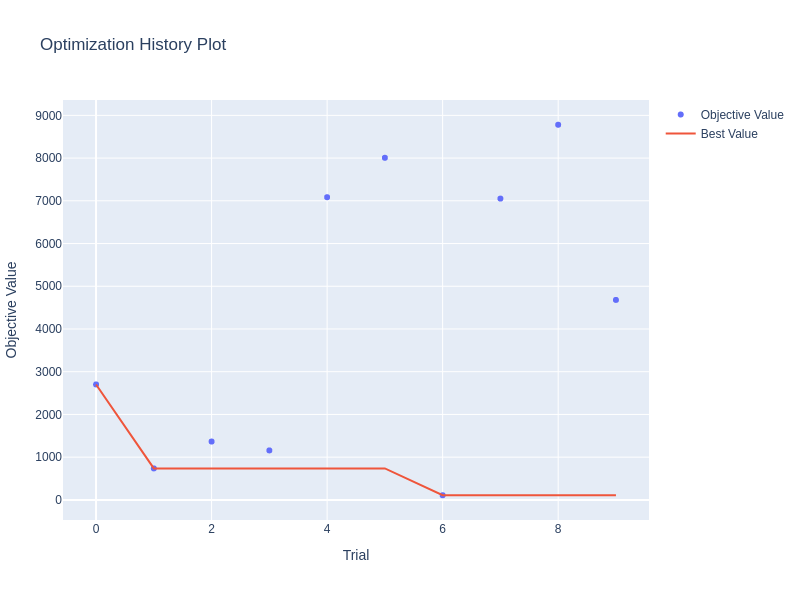 Optimization History Plot
9000
8000
7000
6000
5000
4000
3000
2000
1000
0
Objective Value
0 2 4 6 8
Trial
Objective Value
Best Value